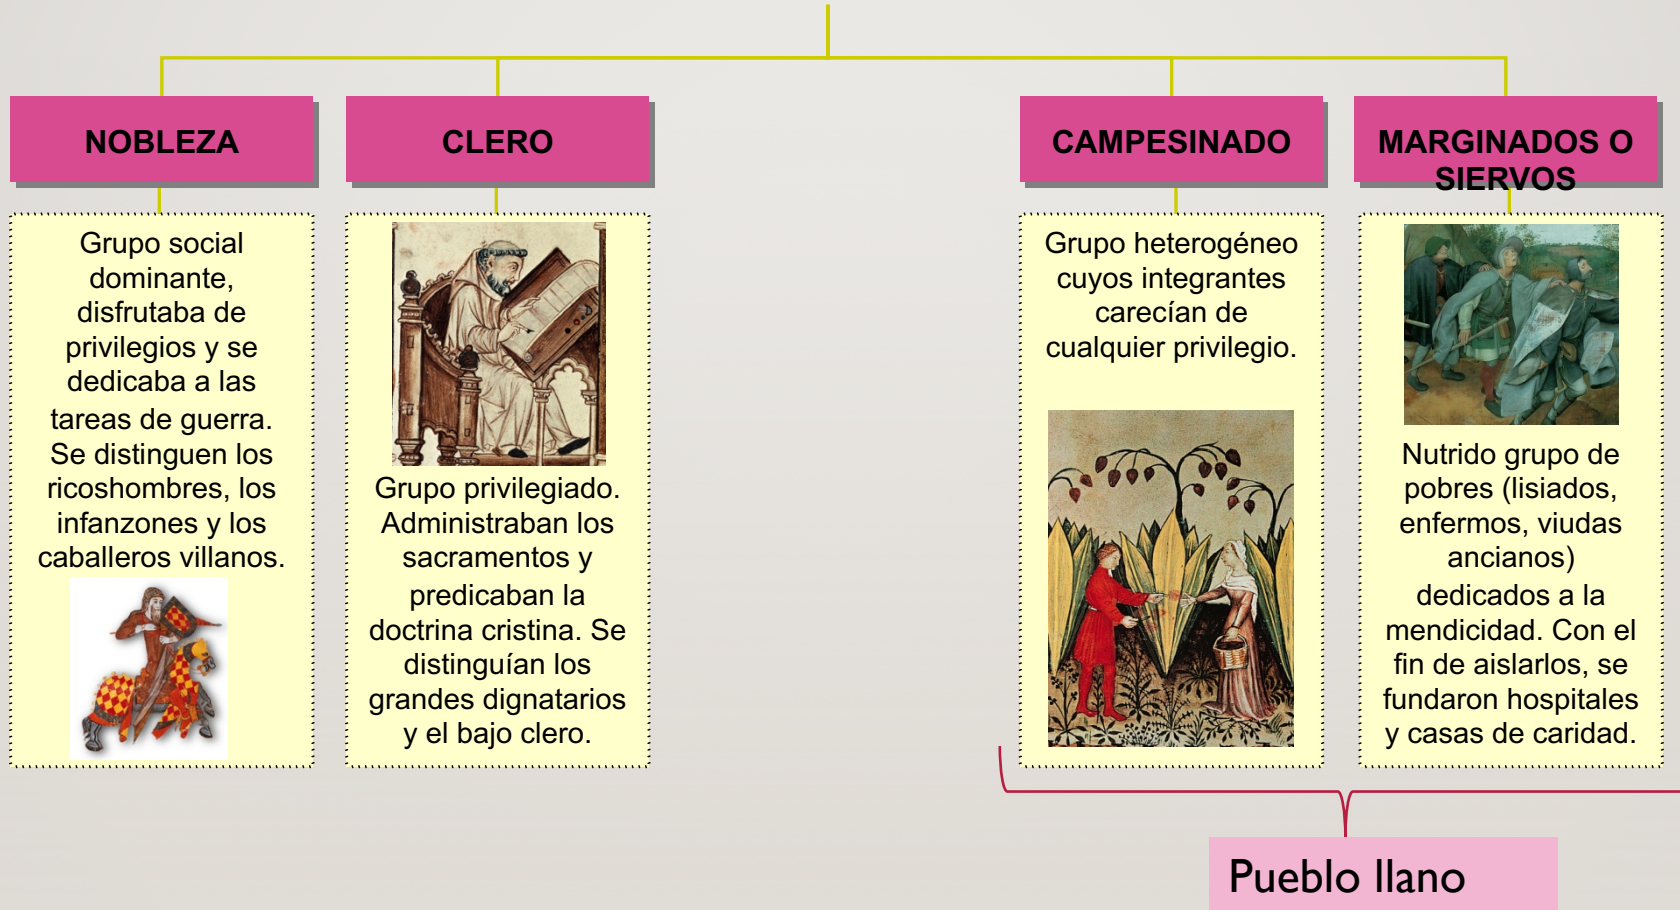 NOBLEZA
Grupo social
dominante,
disfrutaba de
privilegios y se
dedicaba a las
tareas de guerra.
Se distinguen los
ricoshombres, los
infanzones y los
caballeros villanos.
CLERO
Grupo privilegiado.
Administraban los
sacramentos y
predicaban la
doctrina cristina. Se
distinguían los
grandes dignatarios
y el bajo clero.
CAMPESINADO
Grupo heterogéneo
cuyos integrantes
carecían de
cualquier privilegio.
MARGINADOS O
SIERVOS
Nutrido grupo de
pobres (lisiados,
enfermos, viudas
ancianos)
dedicados a la
mendicidad. Con el
fin de aislarlos, se
fundaron hospitales
y casas de caridad.
Pueblo llano